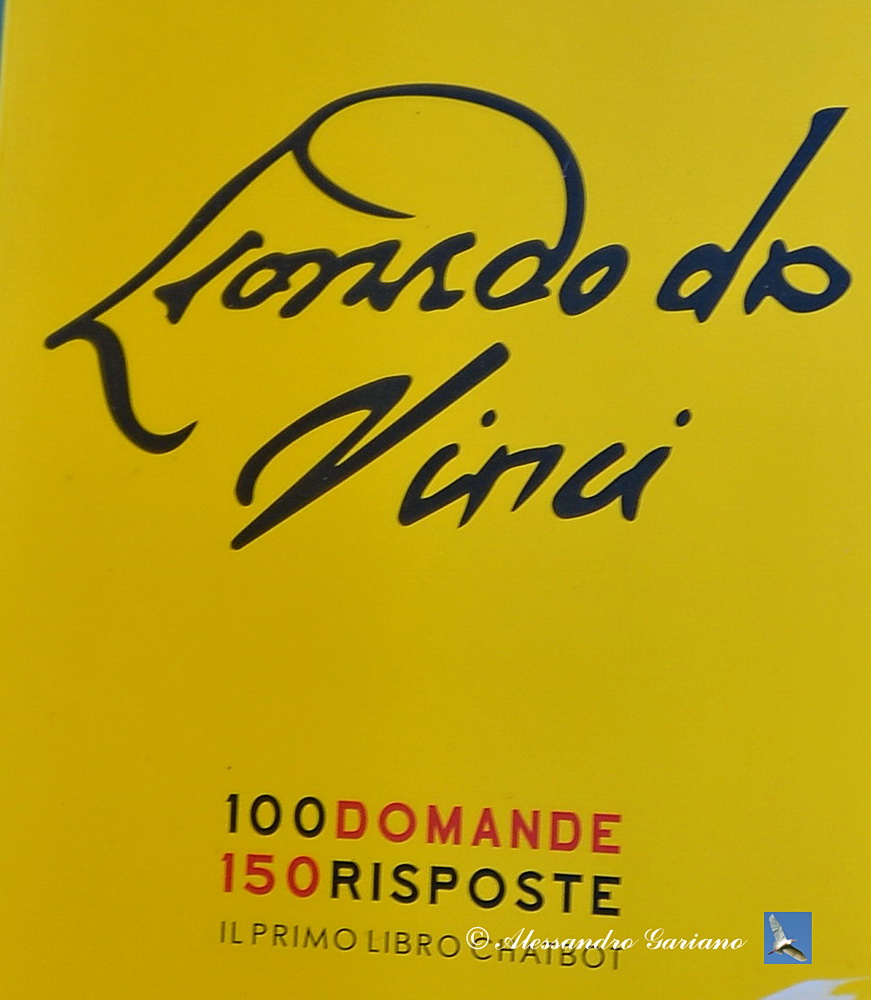 Leonardo da
Vinci
100DOMANDE
150RISPOSTE
IL PRIMO LIBRO CHATBOT
© Alessandro Gariano